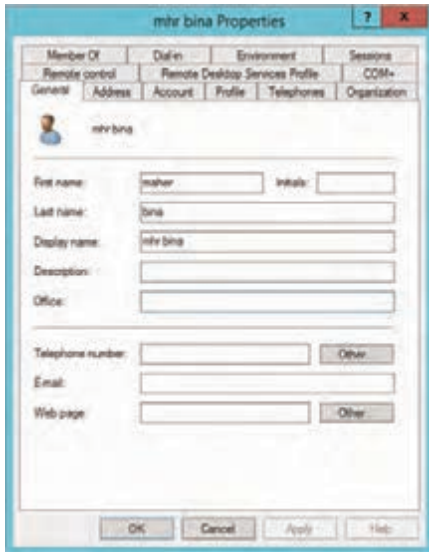 mhr bina Properties
? x
Member Of Dial-in Environment Sessions
Remote control Remote Desktop Services Profile COM+
General Address Account Profile Telephones Organization
mhr bina
First name: maher Initials:
Last name: bina
Display name: mhr bina
Description:
Office:
Telephone number: Other...
E-mail:
Web page: Other...
OK Cancel Apply Help